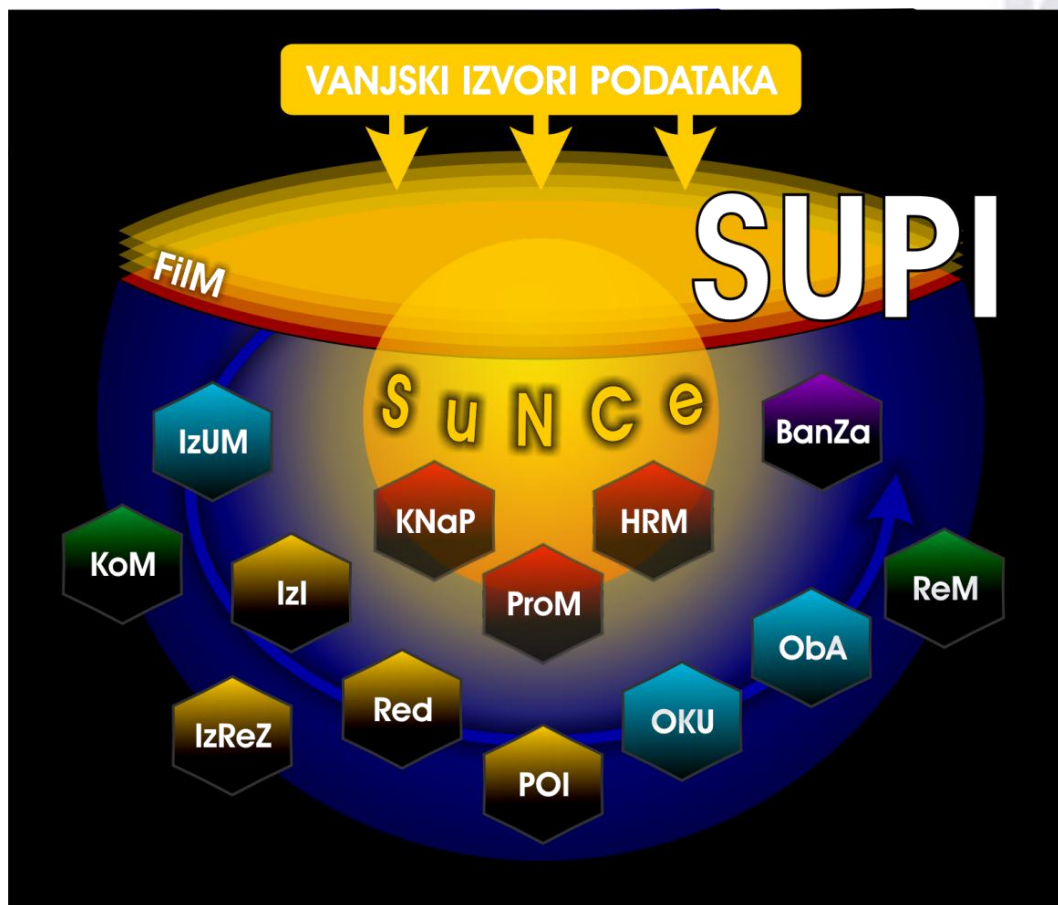 VANJSKI IZVORI PODATAKA
SUPI
FilM
SuNCe
IzUM
BanZa
KNaP
HRM
KoM
IzI
ProM
ReM
ObA
Red
OKU
IzReZ
POI